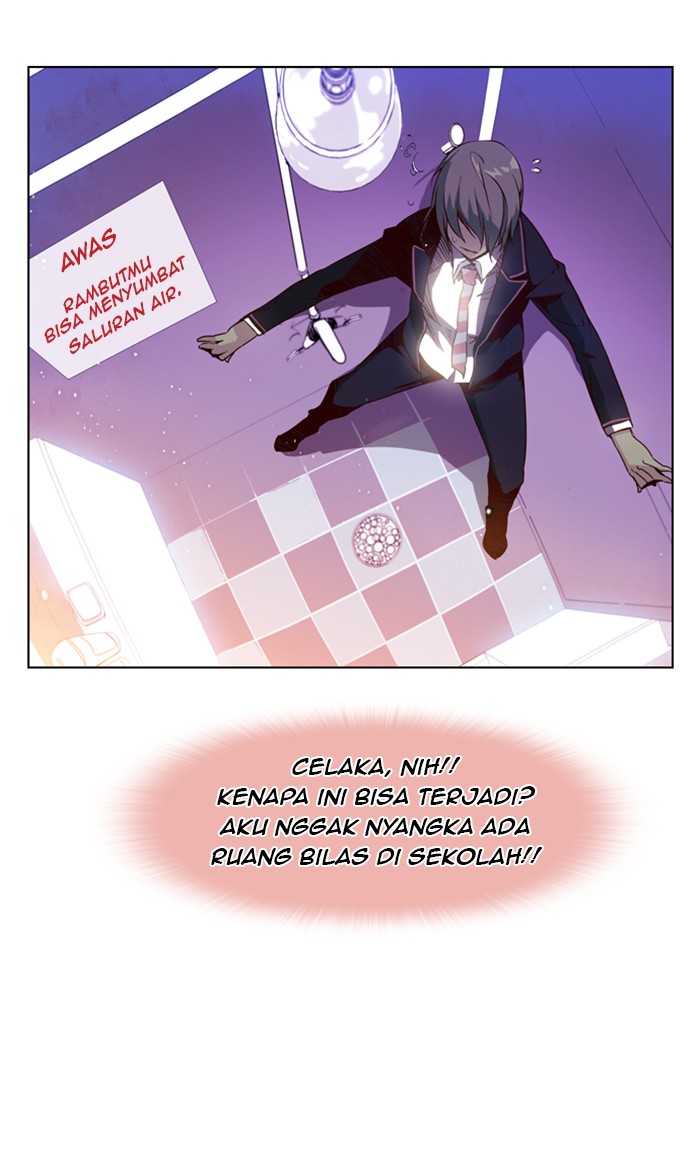 AWAS
RAMBUTMU
BISA MENYUMBAT
SALURAN AIR.
CELAKA, NIH!!
KENAPA INI BISA TERJADI?
AKU NGGAK NYANGKA ADA
RUANG BILAS DI SEKOLAH!!